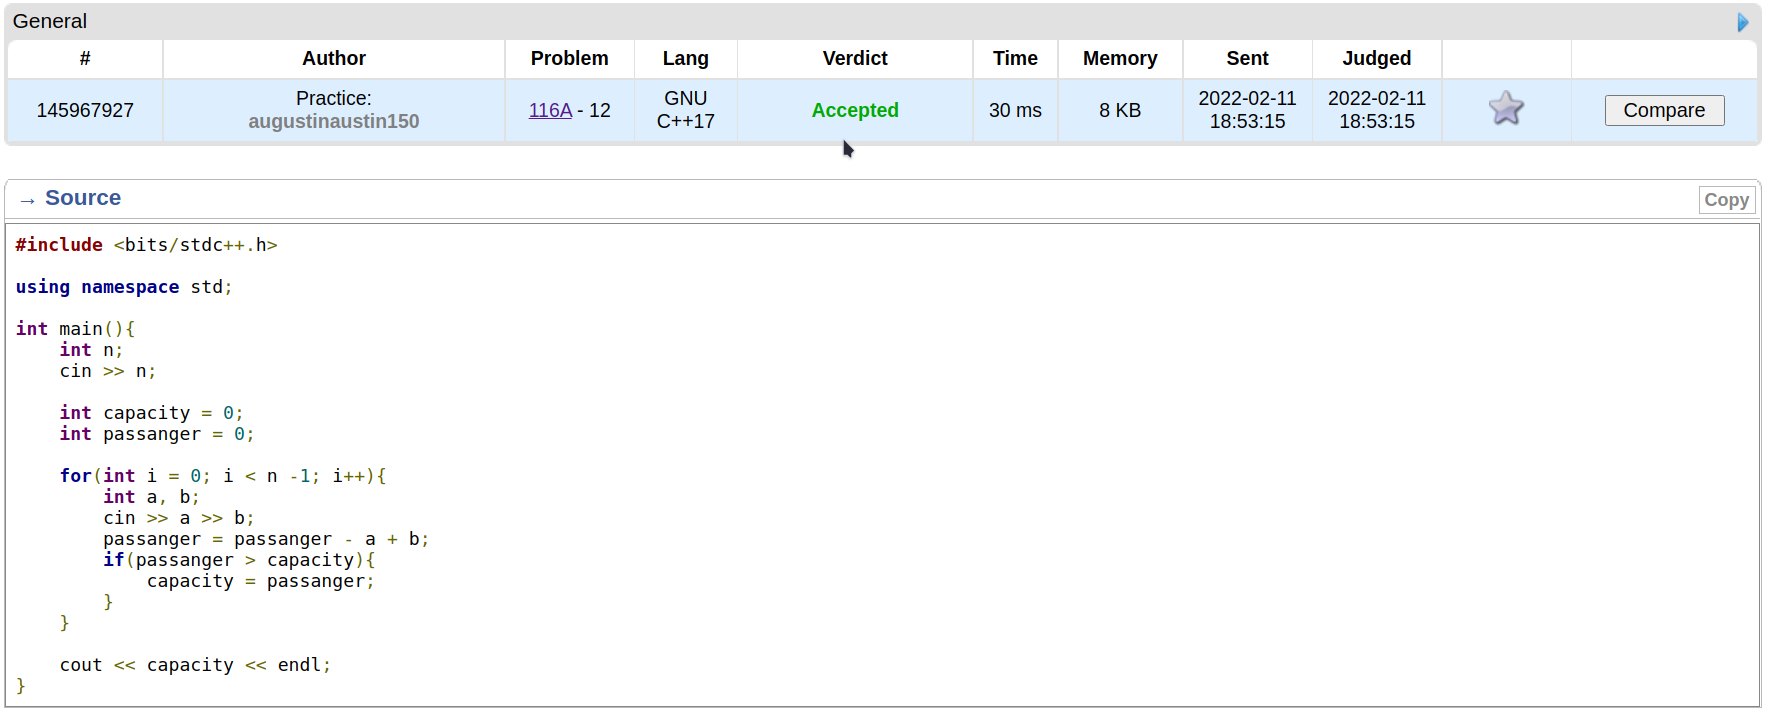 General
# Author Problem Lang Verdict Time Memory Sent Judged
145967927 Practice: augustinaustin150 116A - 12 GNU C++17 Accepted 30 ms 8 KB 2022-02-11 18:53:15 2022-02-11 18:53:15 Compare
→ Source Copy
#include <bits/stdc++.h>

using namespace std;

int main(){
    int n;
    cin >> n;

    int capacity = 0;
    int passanger = 0;

    for(int i = 0; i < n -1; i++){
        int a, b;
        cin >> a >> b;
        passanger = passanger - a + b;
        if(passanger > capacity){
            capacity = passanger;
        }
    }

    cout << capacity << endl;
}